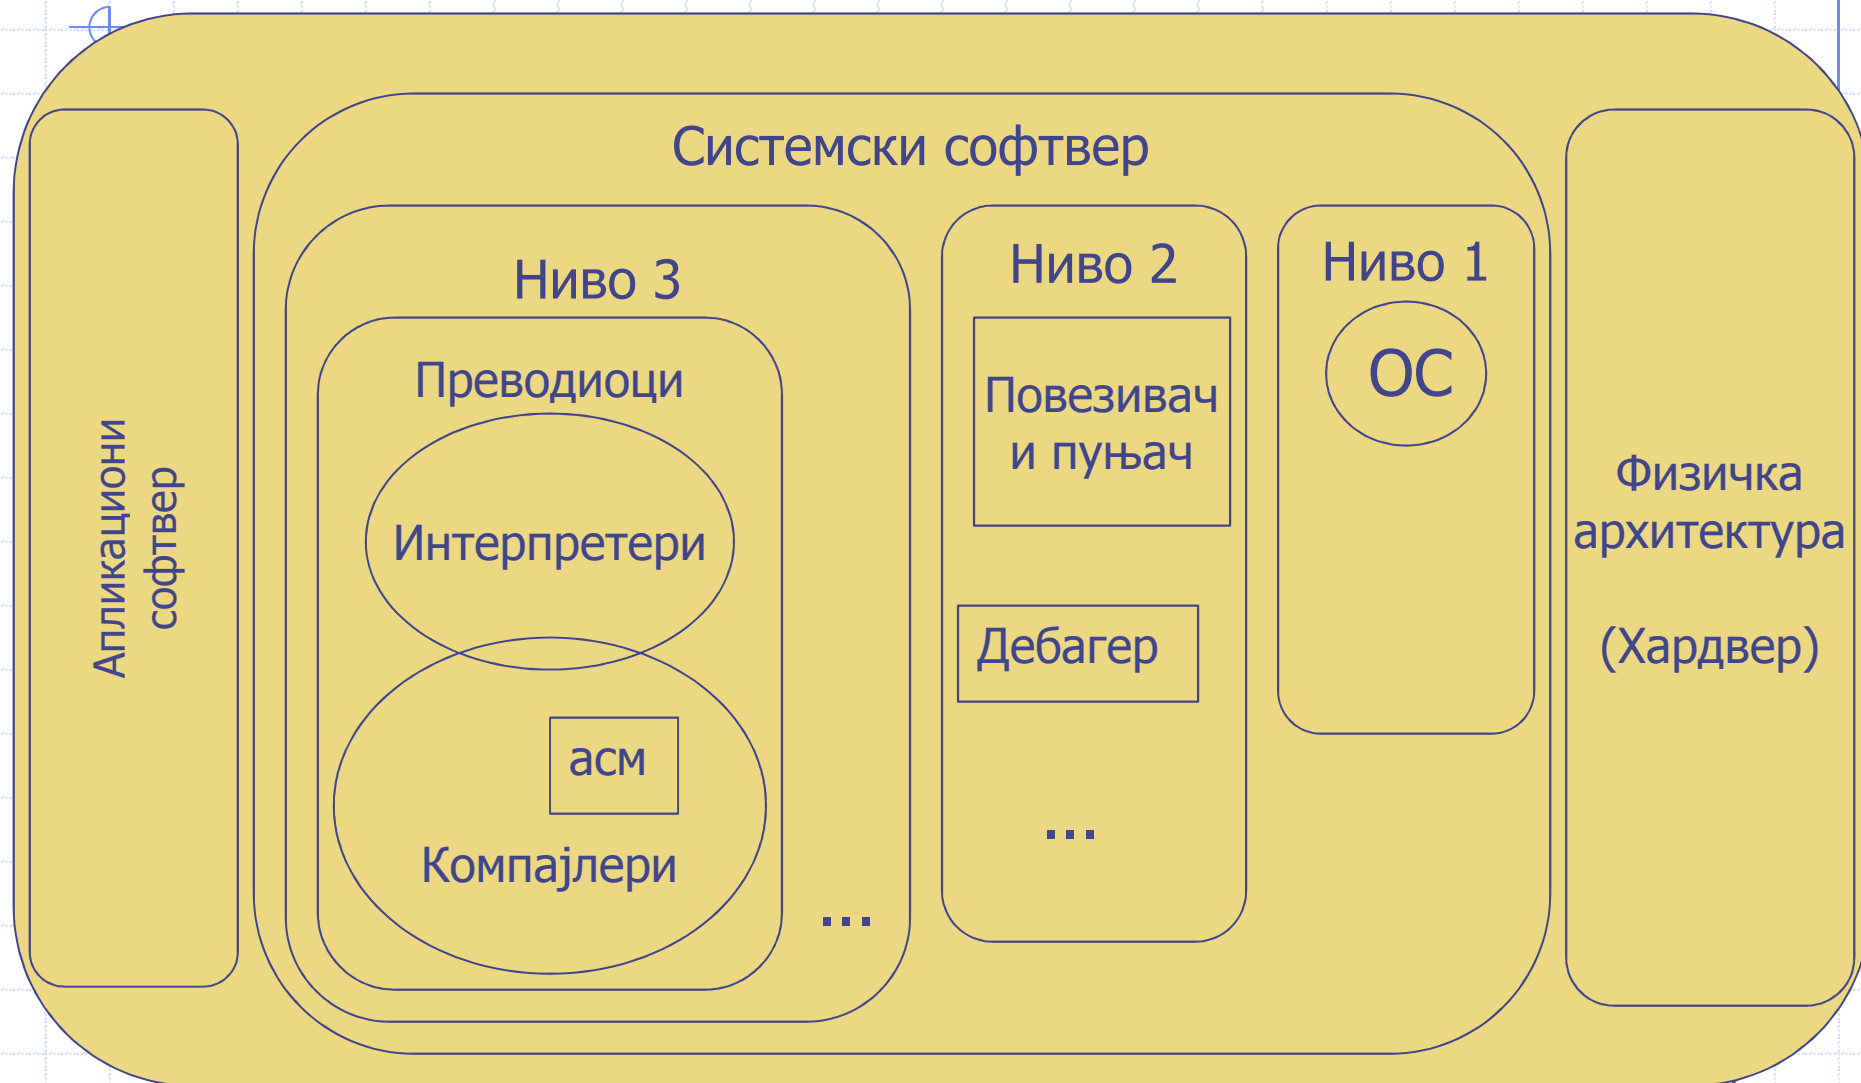 Системски софтвер
Апликациони
софтвер
Ниво 3
Преводиоци
Интерпретери
асм
Компајлери
...
Ниво 2
Повезивач
и пуњач
Дебагер
...
Ниво 1
ОС
Физичка
архитектура
(Хардвер)